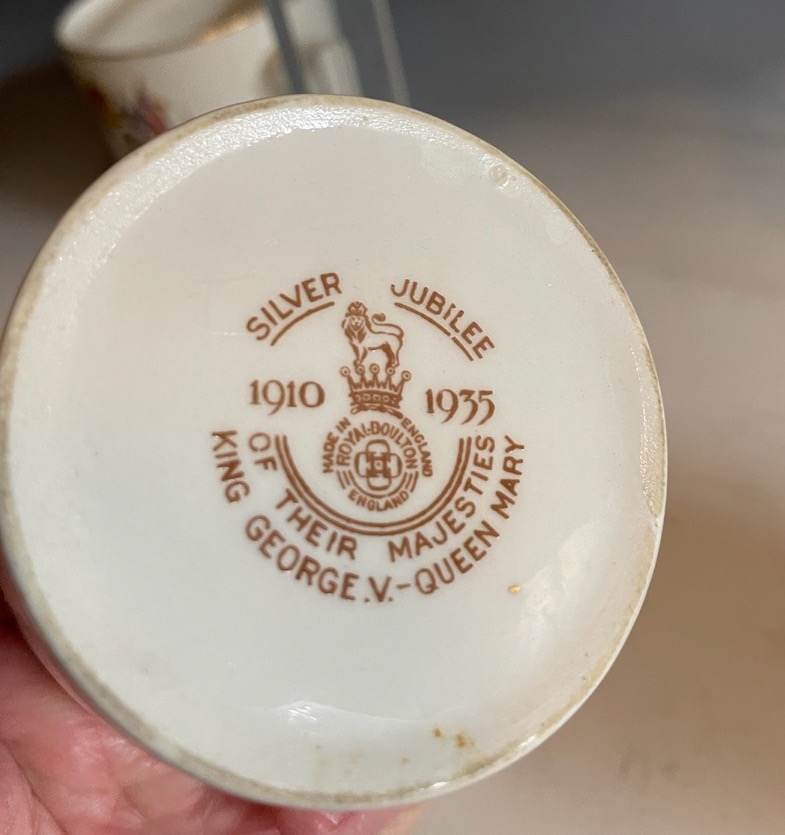 SILVER JUBILEE
1910 1935
MADE IN ENGLAND
ROYAL-DOULTON
ENGLAND
OF THEIR MAJESTIES
KING GEORGE.V.-QUEEN MARY